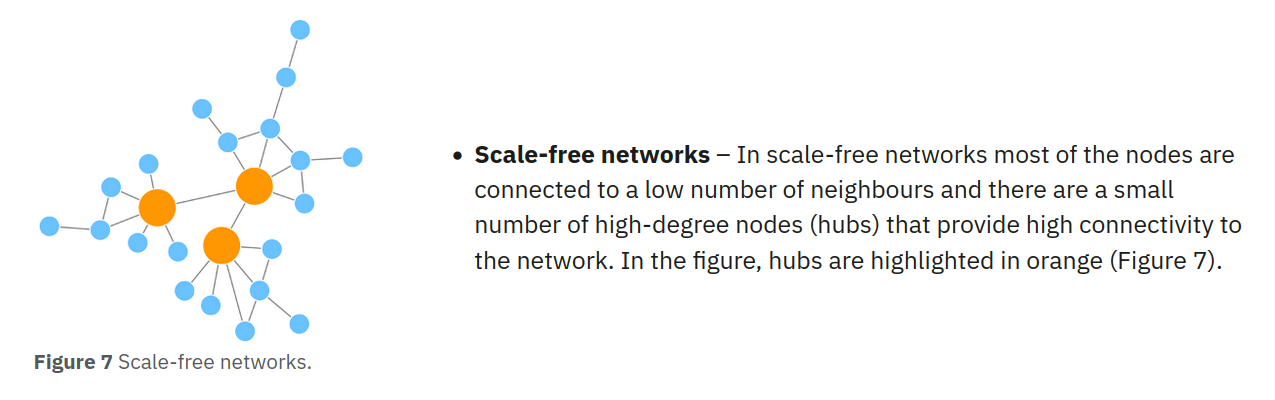 • Scale-free networks – In scale-free networks most of the nodes are
connected to a low number of neighbours and there are a small
number of high-degree nodes (hubs) that provide high connectivity to
the network. In the figure, hubs are highlighted in orange (Figure 7).
Figure 7 Scale-free networks.